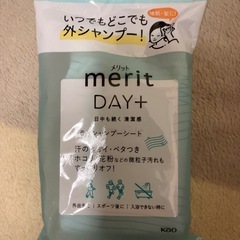 いつでもどこでも
外シャンプー!
メリット
merit
DAY+
日中も続く清潔感
シャンプーシート
汗のニオイ・ベタつき
ホコリ・花粉などの微粒子汚れも
オフ!
外出先に
スポーツ後に
入浴できない時に
Kao